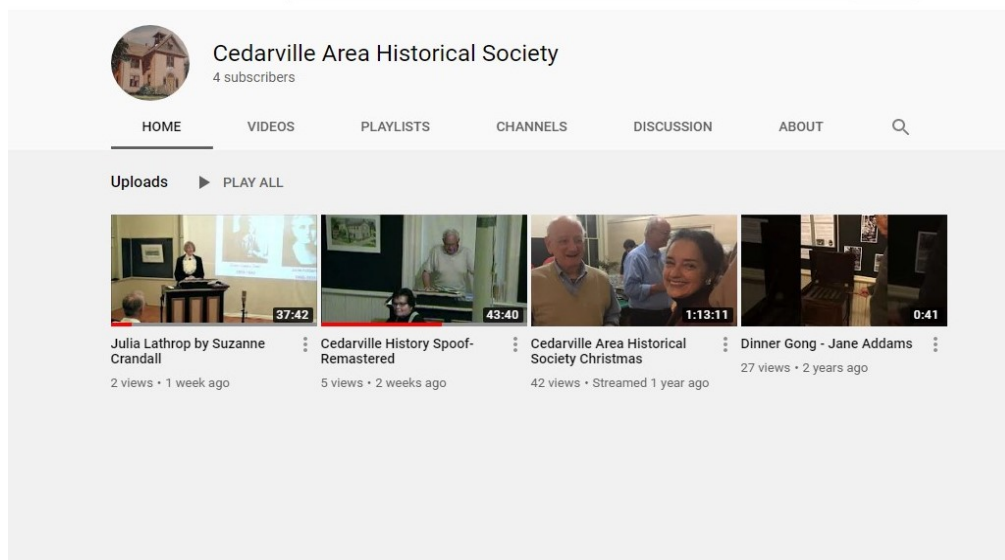 Cedarville Area Historical Society
4 subscribers
HOME VIDEOS PLAYLISTS CHANNELS DISCUSSION ABOUT
Uploads PLAY ALL
37:42 43:40 1:13:11 0:41
Julia Lathrop by Suzanne
Crandall
2 views • 1 week ago
Cedarville History Spoof-
Remastered
5 views • 2 weeks ago
Cedarville Area Historical
Society Christmas
42 views • Streamed 1 year ago
Dinner Gong - Jane Addams
27 views • 2 years ago